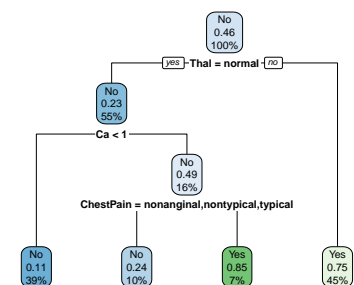 No
0.46
100%
yes Thal = normal no
No
0.23
55%
Ca < 1
No
0.49
16%
ChestPain = nonanginal,nontypical,typical
No
0.11
39%
No
0.24
10%
Yes
0.85
7%
Yes
0.75
45%